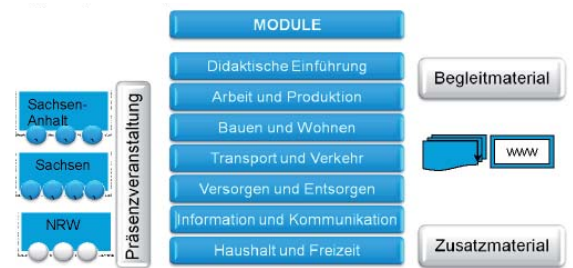 MODULE
Didaktische Einführung
Arbeit und Produktion
Bauen und Wohnen
Transport und Verkehr
Versorgen und Entsorgen
Information und Kommunikation
Haushalt und Freizeit
Sachsen-
Anhalt
Sachsen
NRW
Präsenzveranstaltung
Begleitmaterial
www
Zusatzmaterial